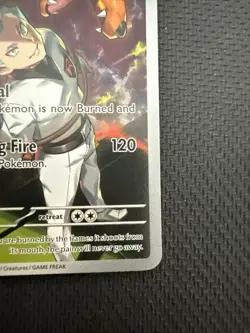 al
okémon is now Burned and
g Fire 120
Pokémon.
retreat
are burned by the flames it shoots from
its mouth, the pain will never go away.
/ Creatures / GAME FREAK